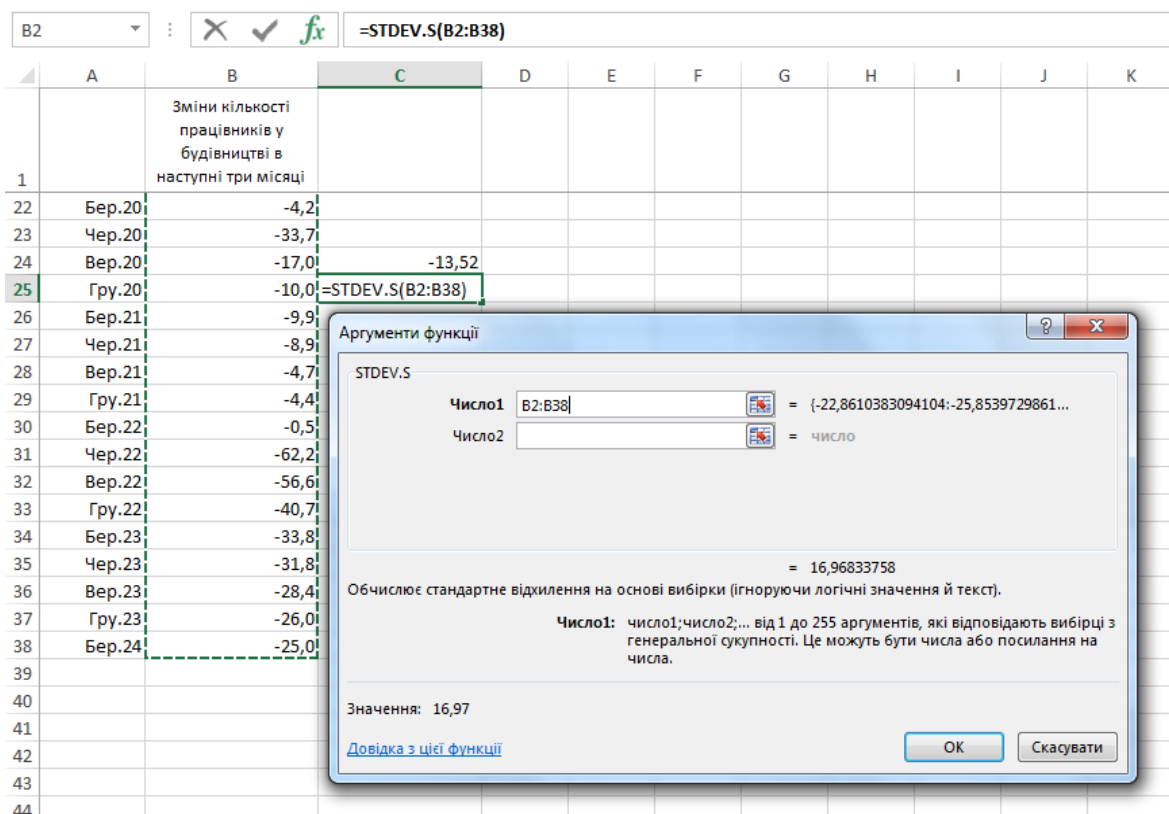 B2 fx =STDEV.S(B2:B38)
A B C D E F G H I J K
Зміни кількості
працівників у
будівництві в
1 наступні три місяці
22 Бер.20 -4,2
23 Чер.20 -33,7
24 Вер.20 -17,0 -13,52
25 Гру.20 -10,0 =STDEV.S(B2:B38)
26 Бер.21 -9,9
27 Чер.21 -8,9
28 Вер.21 -4,7
29 Гру.21 -4,4
30 Бер.22 -0,5
31 Чер.22 -62,2
32 Вер.22 -56,6
33 Гру.22 -40,7
34 Бер.23 -33,8
35 Чер.23 -31,8
36 Вер.23 -28,4
37 Гру.23 -26,0
38 Бер.24 -25,0
39
40
41
42
43
44
Аргументи функції ? X
STDEV.S
Число1 B2:B38 = {-22,8610383094104:-25,8539729861...
Число2 = число
= 16,96833758
Обчислює стандартне відхилення на основі вибірки (ігноруючи логічні значення й текст).
Число1: число1;число2;... від 1 до 255 аргументів, які відповідають вибірці з
генеральної сукупності. Це можуть бути числа або посилання на
числа.
Значення: 16,97
Довідка з цієї функції ОК Скасувати